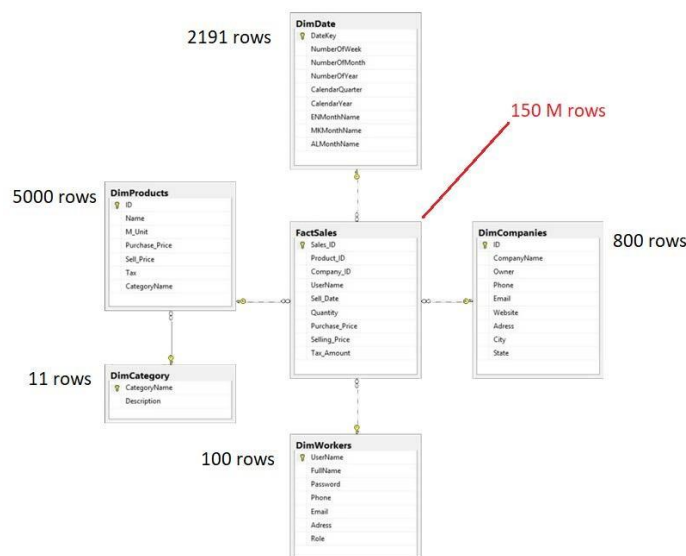 2191 rows
DimDate
DateKey
NumberOfWeek
NumberOfMonth
NumberOfYear
CalendarQuarter
CalendarYear
ENMonthName
MKMonthName
ALMonthName
150 M rows
5000 rows
DimProducts
ID
Name
M_Unit
Purchase_Price
Sell_Price
Tax
CategoryName
FactSales
Sales_ID
Product_ID
Company_ID
UserName
Sell_Date
Quantity
Purchase_Price
Selling_Price
Tax_Amount
DimCompanies
ID
CompanyName
Owner
Phone
Email
Website
Adress
City
State
800 rows
11 rows
DimCategory
CategoryName
Description
100 rows
DimWorkers
UserName
FullName
Password
Phone
Email
Adress
Role